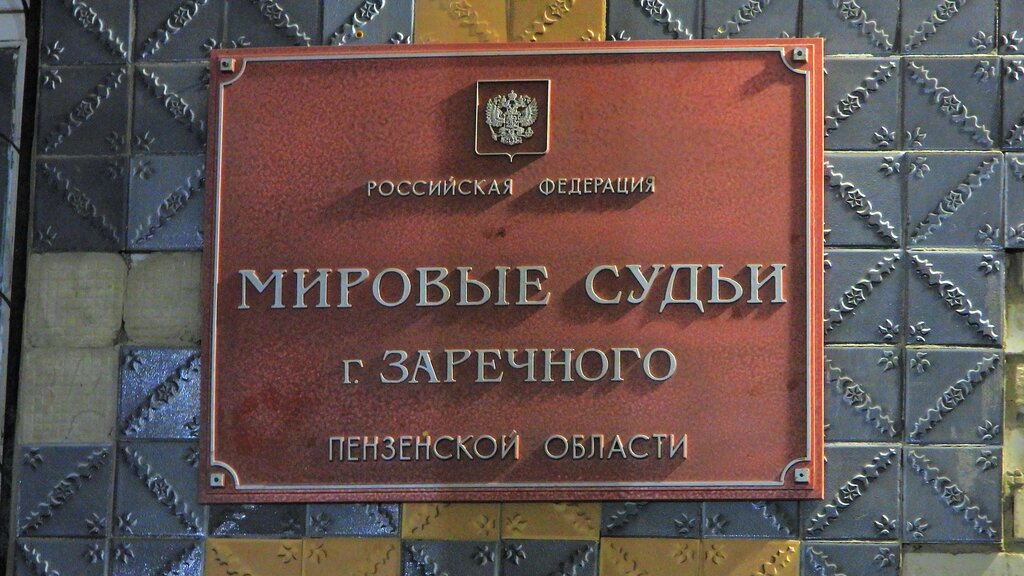 РОССИЙСКАЯ ФЕДЕРАЦИЯ
МИРОВЫЕ СУДЬИ
г. ЗАРЕЧНОГО
ПЕНЗЕНСКОЙ ОБЛАСТИ